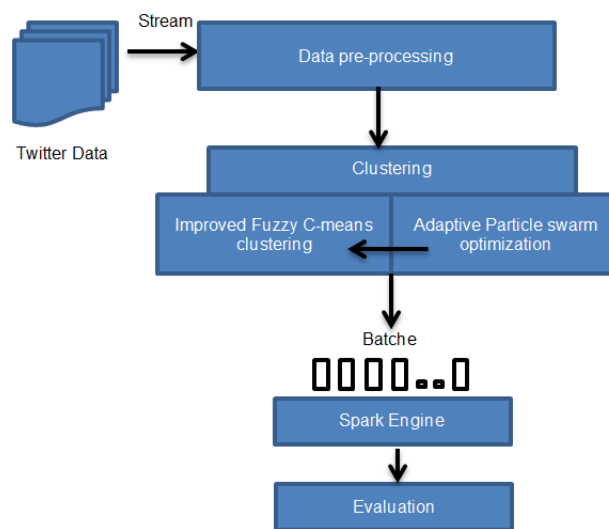 Stream
Data pre-processing
Twitter Data
Clustering
Improved Fuzzy C-means
clustering
Adaptive Particle swarm
optimization
Batche
Spark Engine
Evaluation